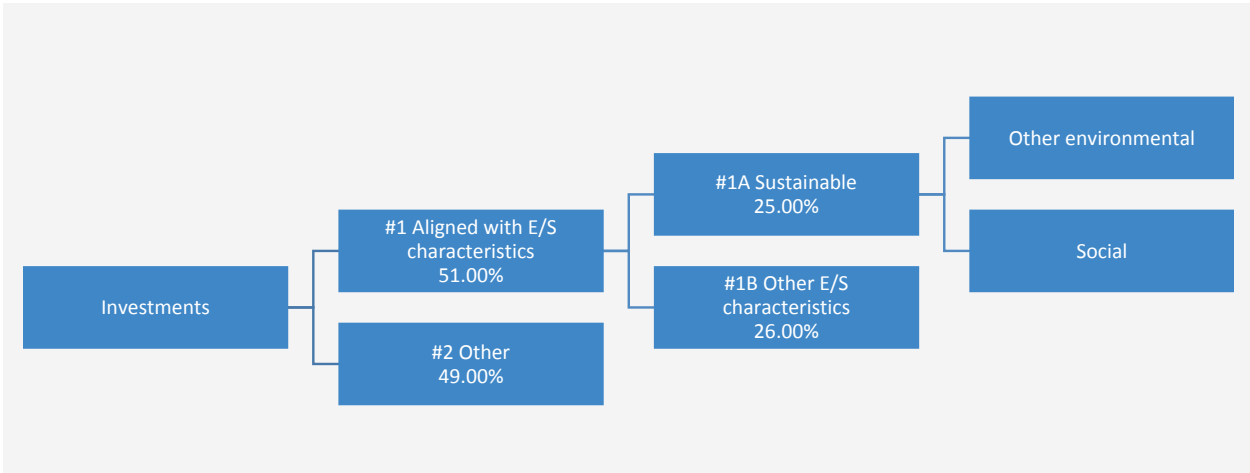 Investments
#1 Aligned with E/S
characteristics
51.00%
#2 Other
49.00%
#1A Sustainable
25.00%
#1B Other E/S
characteristics
26.00%
Other environmental
Social